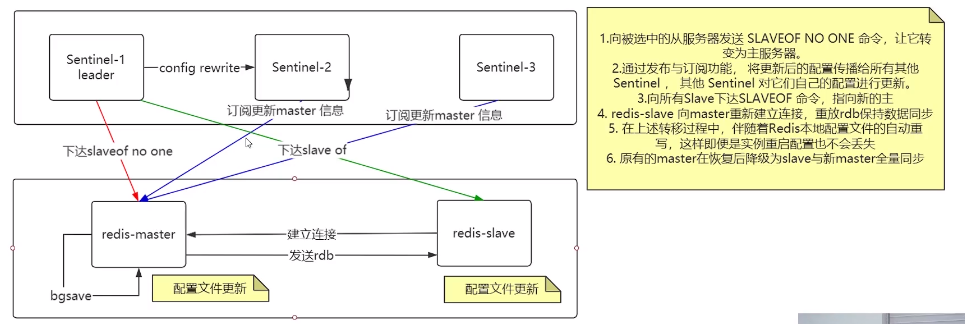 Sentinel-1
leader
config rewrite
Sentinel-2
Sentinel-3
订阅更新master 信息
订阅更新master 信息
下达slaveof no one
下达slave of
redis-master
redis-slave
建立连接
发送rdb
bgsave
配置文件更新
配置文件更新
1.向被选中的从服务器发送 SLAVEOF NO ONE 命令，让它转
变为主服务器。
2.通过发布与订阅功能， 将更新后的配置传播给所有其他
Sentinel ， 其他 Sentinel 对它们自己的配置进行更新。
3.向所有Slave下达SLAVEOF 命令，指向新的主
4. redis-slave 向master重新建立连接，重放rdb保持数据同步
5. 在上述转移过程中，伴随着Redis本地配置文件的自动重
写，这样即便是实例重启配置也不会丢失
6. 原有的master在恢复后降级为slave与新master全量同步